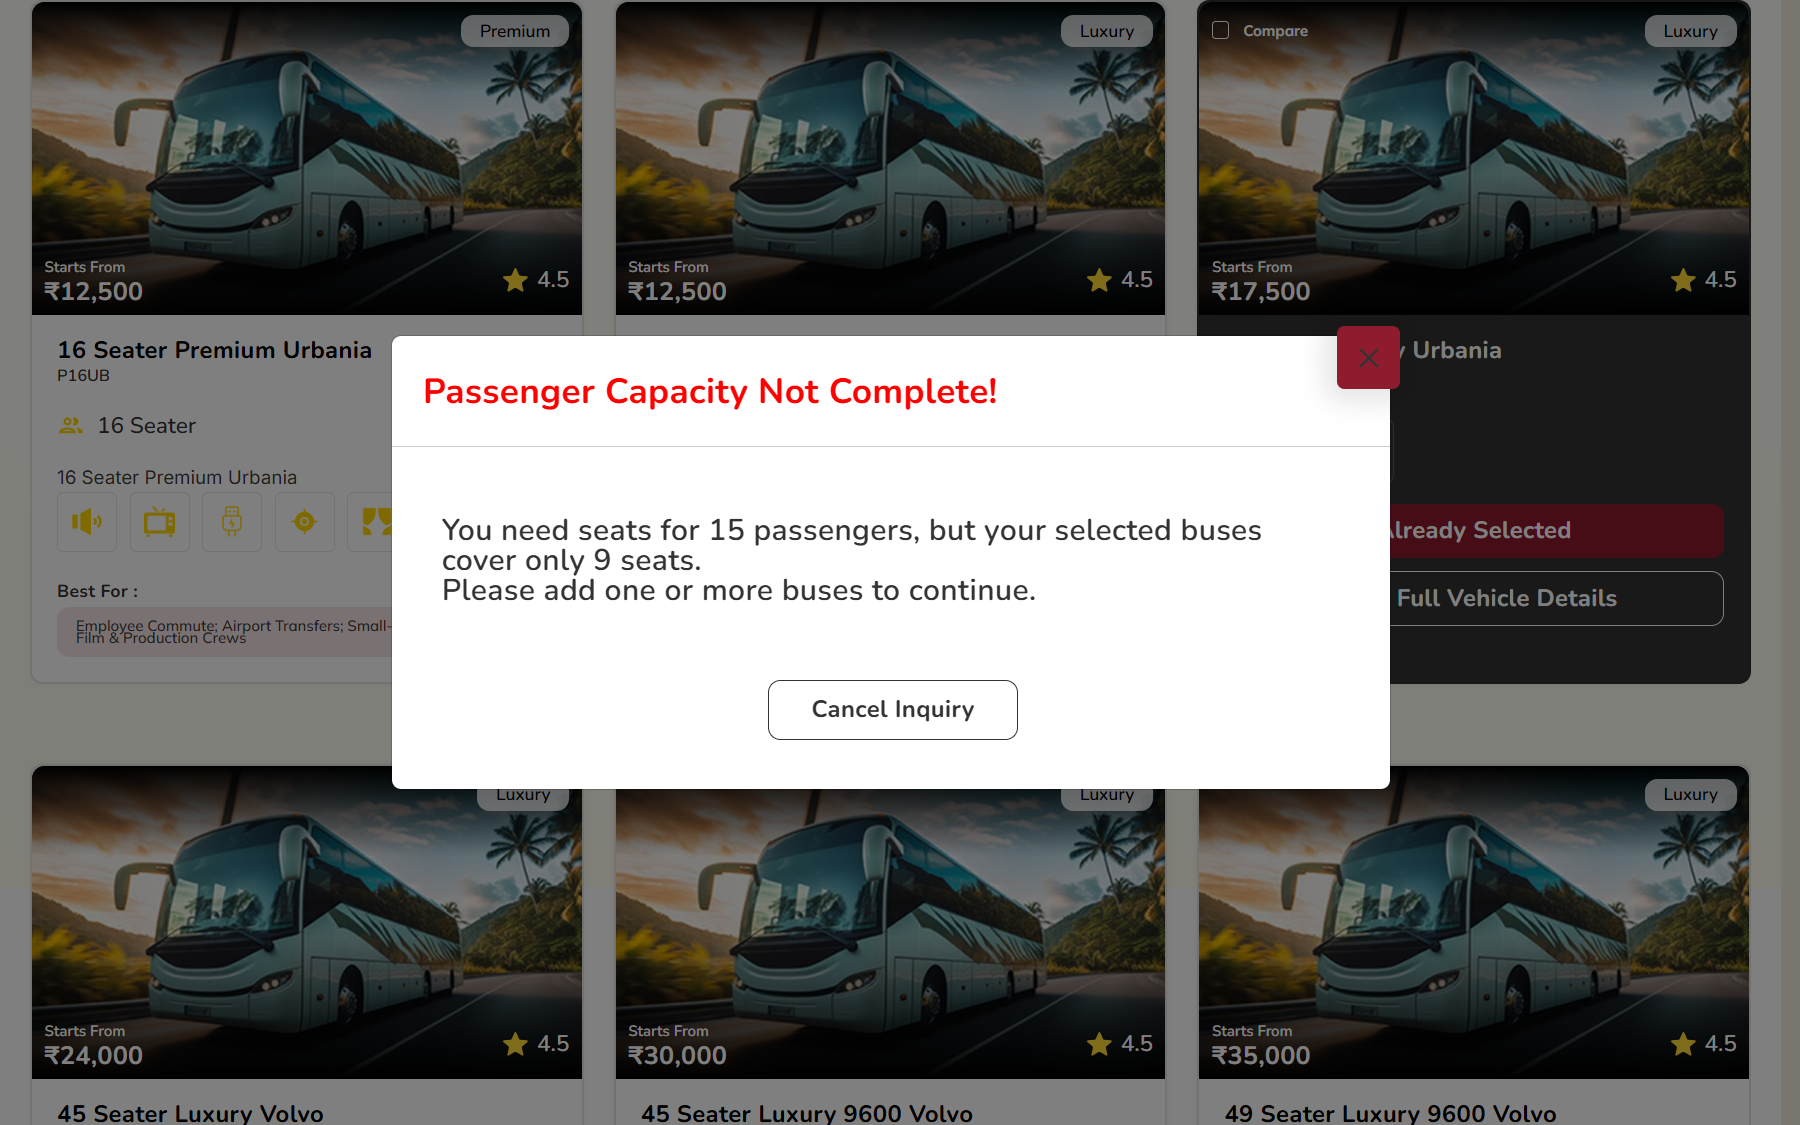 Premium
Luxury
Compare
Luxury
Starts From
₹12,500
4.5
Starts From
₹12,500
4.5
Starts From
₹17,500
4.5
16 Seater Premium Urbania
P16UB
16 Seater
16 Seater Premium Urbania
Best For :
Employee Commute; Airport Transfers; Small-
Film & Production Crews
Urbania
Already Selected
Full Vehicle Details
Passenger Capacity Not Complete!
You need seats for 15 passengers, but your selected buses
cover only 9 seats.
Please add one or more buses to continue.
Cancel Inquiry
Luxury
Luxury
Luxury
Starts From
₹24,000
4.5
Starts From
₹30,000
4.5
Starts From
₹35,000
4.5
45 Seater Luxury Volvo
45 Seater Luxury 9600 Volvo
49 Seater Luxury 9600 Volvo